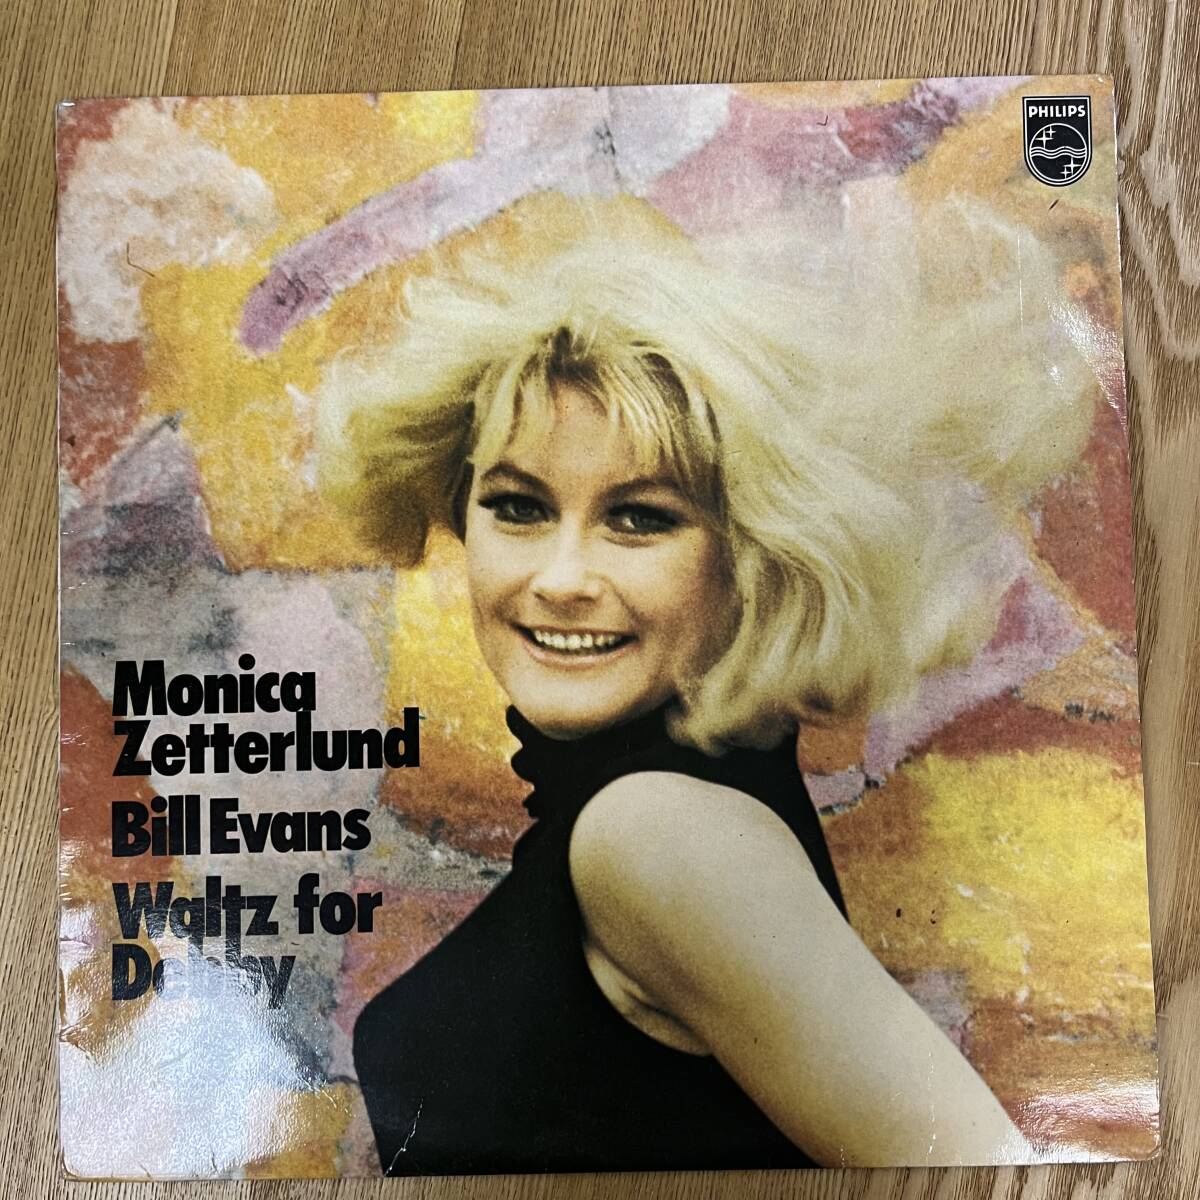 PHILIPS
Monica
Zetterlund
Bill Evans
Waltz for
Debby